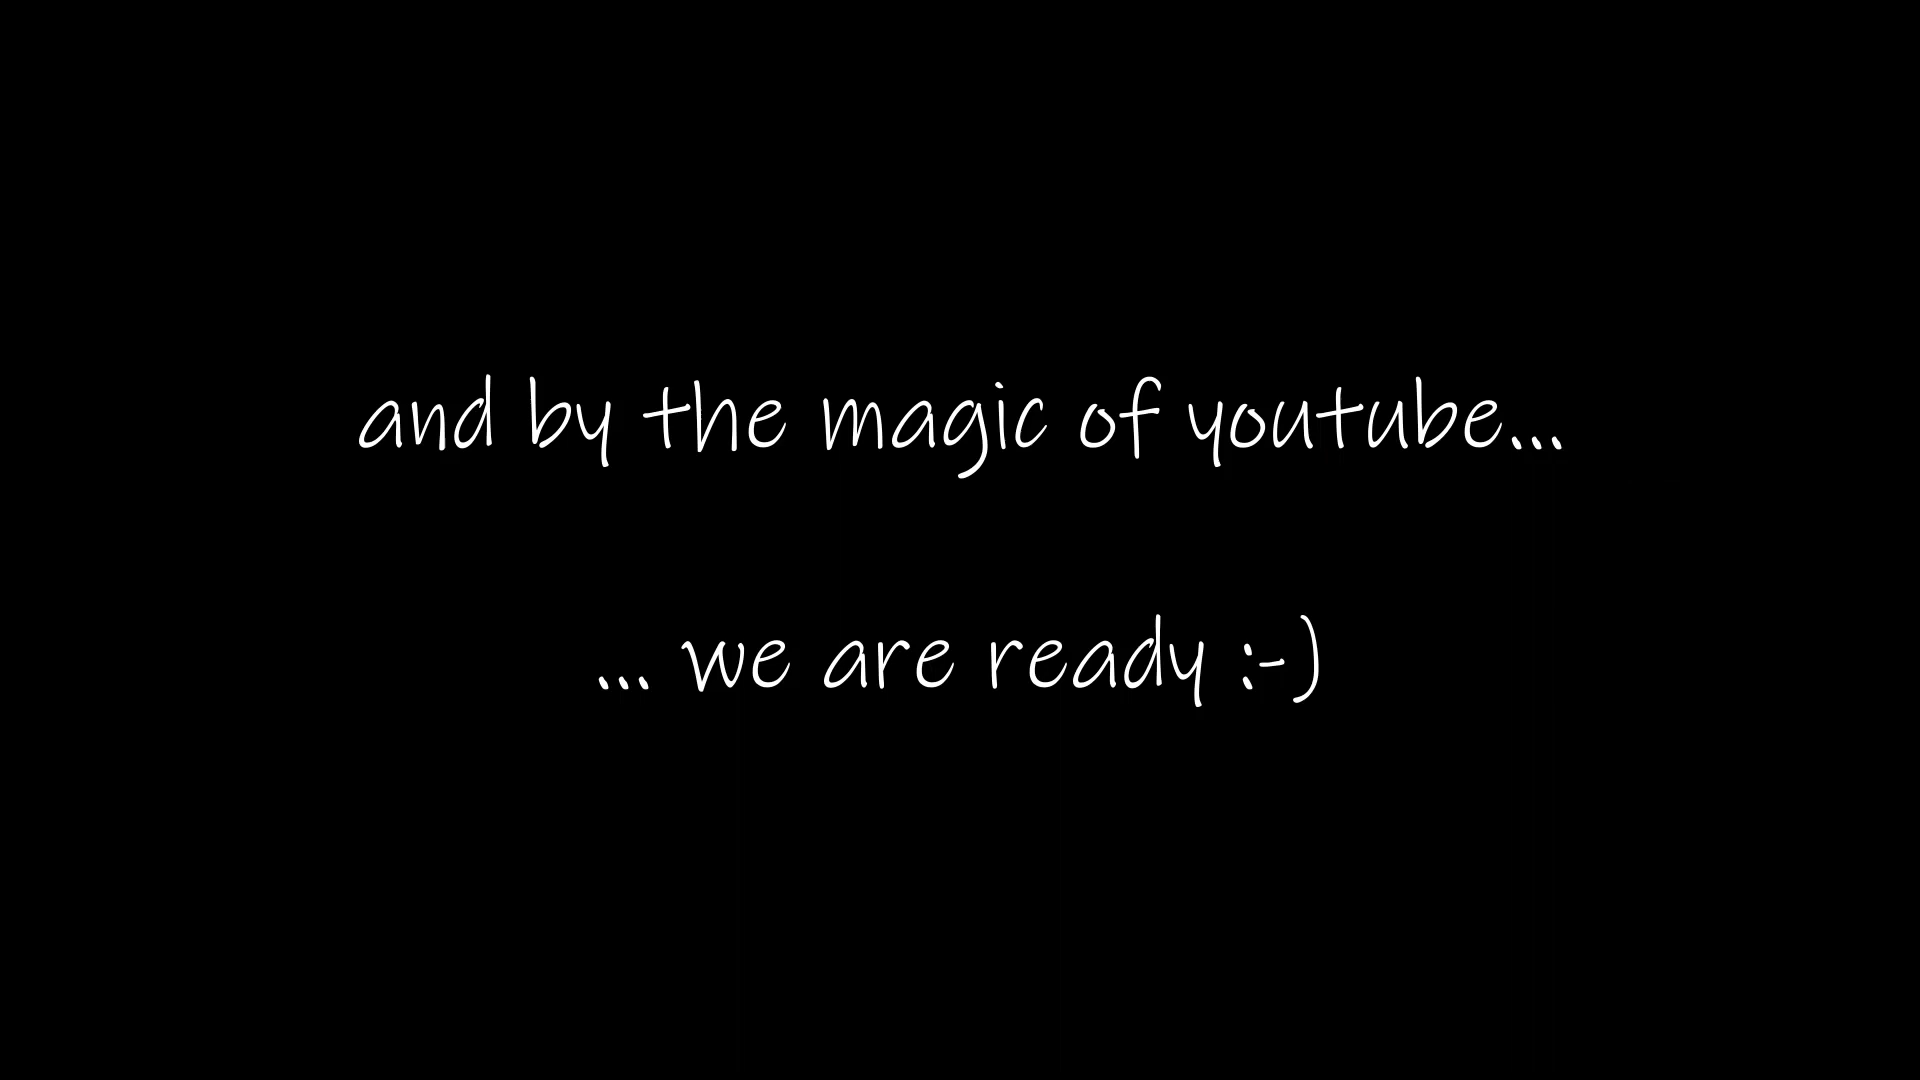 and by the magic of youtube...
... we are ready :-)